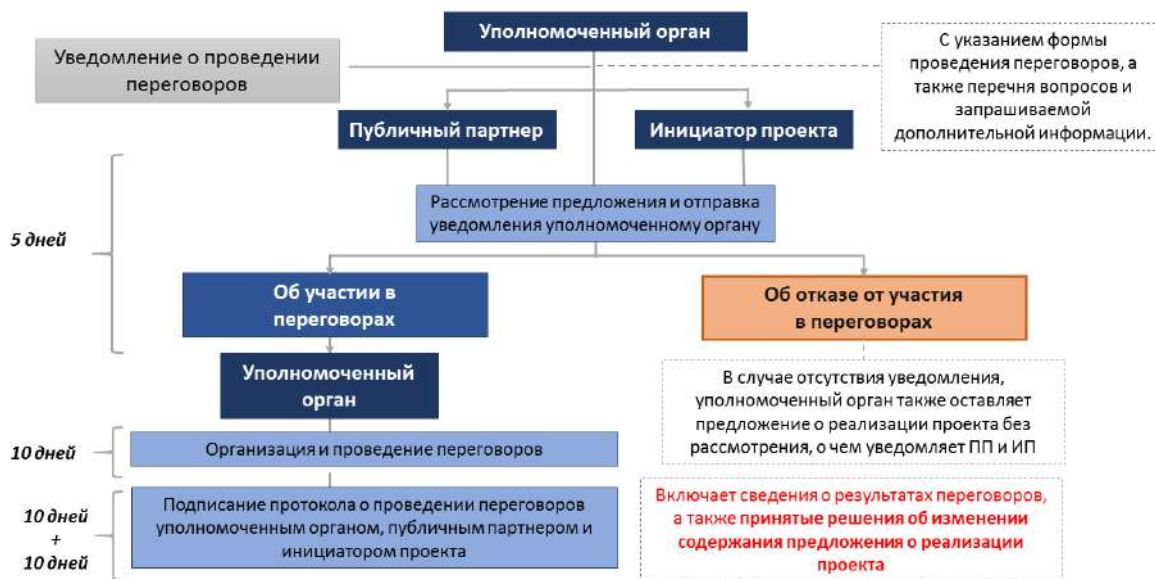 Уполномоченный орган
Уведомление о проведении
переговоров
С указанием формы
проведения переговоров, а
также перечня вопросов и
запрашиваемой
дополнительной информации.
Публичный партнер
Инициатор проекта
Рассмотрение предложения и отправка
уведомления уполномоченному органу
5 дней
Об участии в
переговорах
Об отказе от участия
в переговорах
Уполномоченный
орган
В случае отсутствия уведомления,
уполномоченный орган также оставляет
предложение о реализации проекта без
рассмотрения, о чем уведомляет ПП и ИП
10 дней
Организация и проведение переговоров
10 дней
+
10 дней
Подписание протокола о проведении переговоров
уполномоченным органом, публичным партнером и
инициатором проекта
Включает сведения о результатах переговоров,
а также принятые решения об изменении
содержания предложения о реализации
проекта